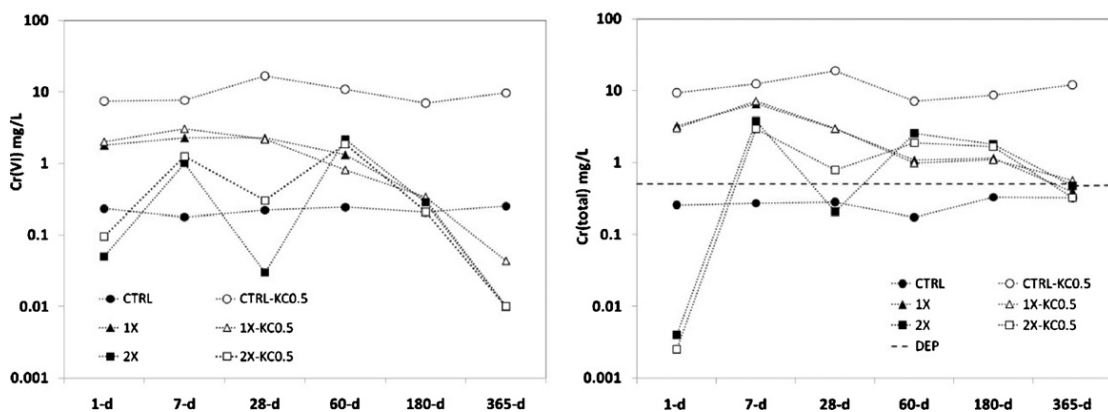 Cr(VI) mg/L
100
10
1
0.1
0.01
0.001
CTRL CTRL-KC0.5
1X 1X-KC0.5
2X 2X-KC0.5
1-d 7-d 28-d 60-d 180-d 365-d
Cr(total) mg/L
100
10
1
0.1
0.01
0.001
CTRL CTRL-KC0.5
1X 1X-KC0.5
2X 2X-KC0.5
DEP
1-d 7-d 28-d 60-d 180-d 365-d